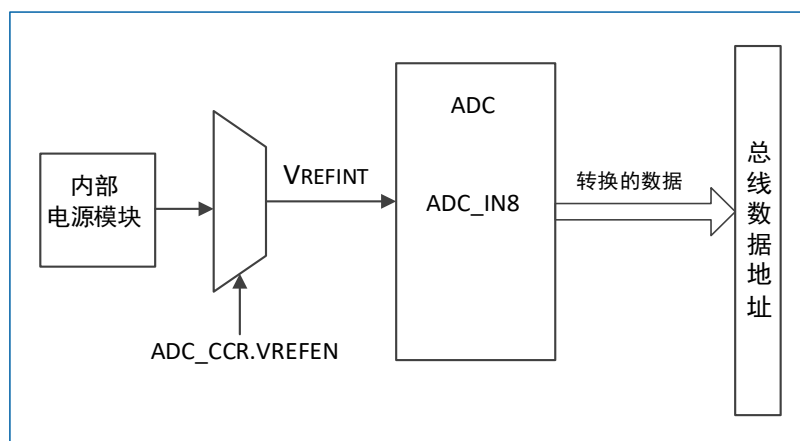 内部
电源模块
VREFINT
ADC_CCR.VREFEN
ADC
ADC_IN8
转换的数据
总线数据地址